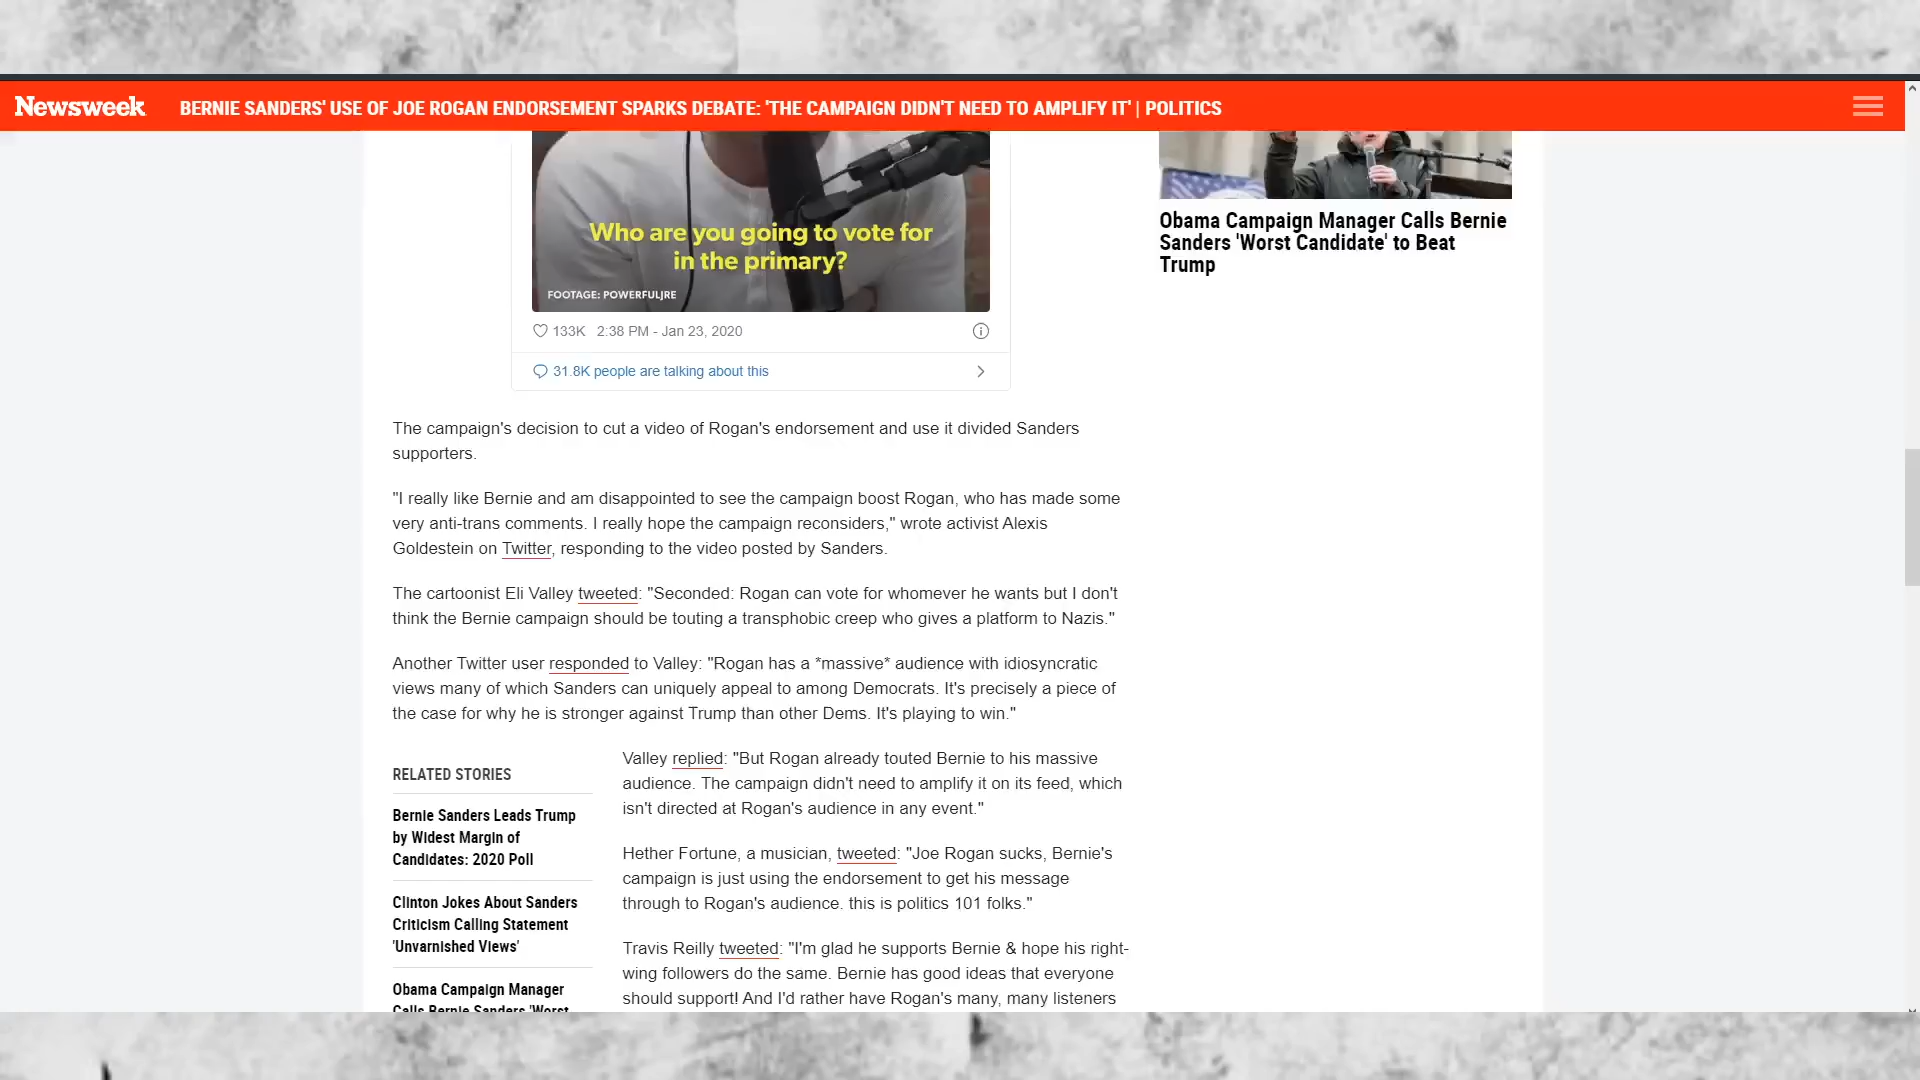 Newsweek
BERNIE SANDERS' USE OF JOE ROGAN ENDORSEMENT SPARKS DEBATE: 'THE CAMPAIGN DIDN'T NEED TO AMPLIFY IT' | POLITICS
Who are you going to vote for
in the primary?
FOOTAGE: POWERFULJRE
133K 2:38 PM - Jan 23, 2020
31.8K people are talking about this
The campaign's decision to cut a video of Rogan's endorsement and use it divided Sanders
supporters.
"I really like Bernie and am disappointed to see the campaign boost Rogan, who has made some
very anti-trans comments. I really hope the campaign reconsiders," wrote activist Alexis
Goldestein on Twitter, responding to the video posted by Sanders.
The cartoonist Eli Valley tweeted: "Seconded: Rogan can vote for whomever he wants but I don't
think the Bernie campaign should be touting a transphobic creep who gives a platform to Nazis."
Another Twitter user responded to Valley: "Rogan has a *massive* audience with idiosyncratic
views many of which Sanders can uniquely appeal to among Democrats. It's precisely a piece of
the case for why he is stronger against Trump than other Dems. It's playing to win."
Valley replied: "But Rogan already touted Bernie to his massive
audience. The campaign didn't need to amplify it on its feed, which
isn't directed at Rogan's audience in any event."
Hether Fortune, a musician, tweeted: "Joe Rogan sucks, Bernie's
campaign is just using the endorsement to get his message
through to Rogan's audience. this is politics 101 folks."
Travis Reilly tweeted: "I'm glad he supports Bernie & hope his right-
wing followers do the same. Bernie has good ideas that everyone
should support! And I'd rather have Rogan's many, many listeners
RELATED STORIES
Bernie Sanders Leads Trump
by Widest Margin of
Candidates: 2020 Poll
Clinton Jokes About Sanders
Criticism Calling Statement
'Unvarnished Views'
Obama Campaign Manager
Calls Bernie Sanders 'Worst
Obama Campaign Manager Calls Bernie
Sanders 'Worst Candidate' to Beat
Trump